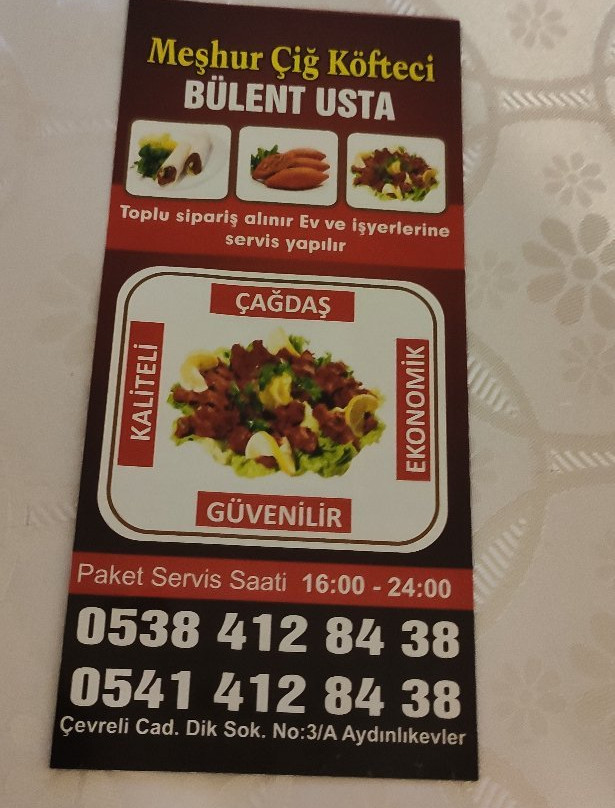 Meşhur Çiğ Köfteci
BÜLENT USTA
Toplu sipariş alınır Ev ve işyerlerine
servis yapılır
ÇAĞDAŞ
KALİTELİ
EKONOMİK
GÜVENİLİR
Paket Servis Saati 16:00 - 24:00
0538 412 84 38
0541 412 84 38
Çevreli Cad. Dik Sok. No:3/A Aydınlıkevler